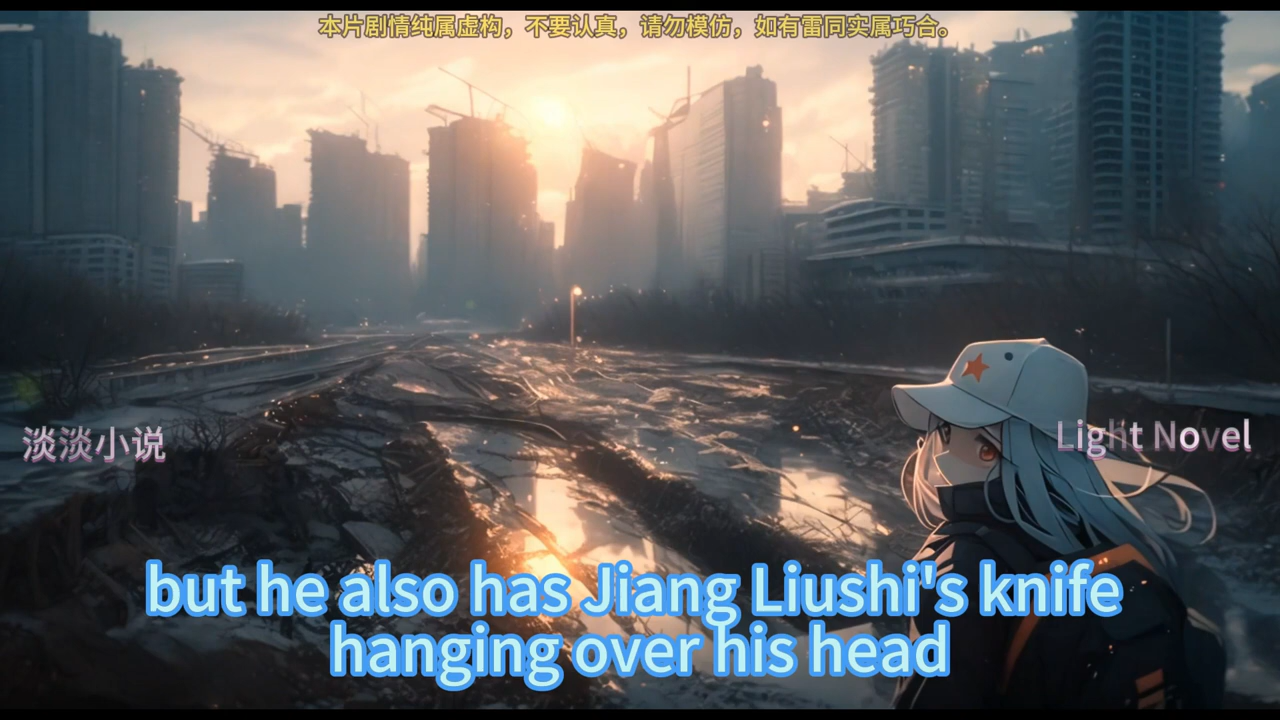 本片剧情纯属虚构，不要认真，请勿模仿，如有雷同实属巧合。
淡淡小说
Light Novel
but he also has Jiang Liushi's knife
hanging over his head